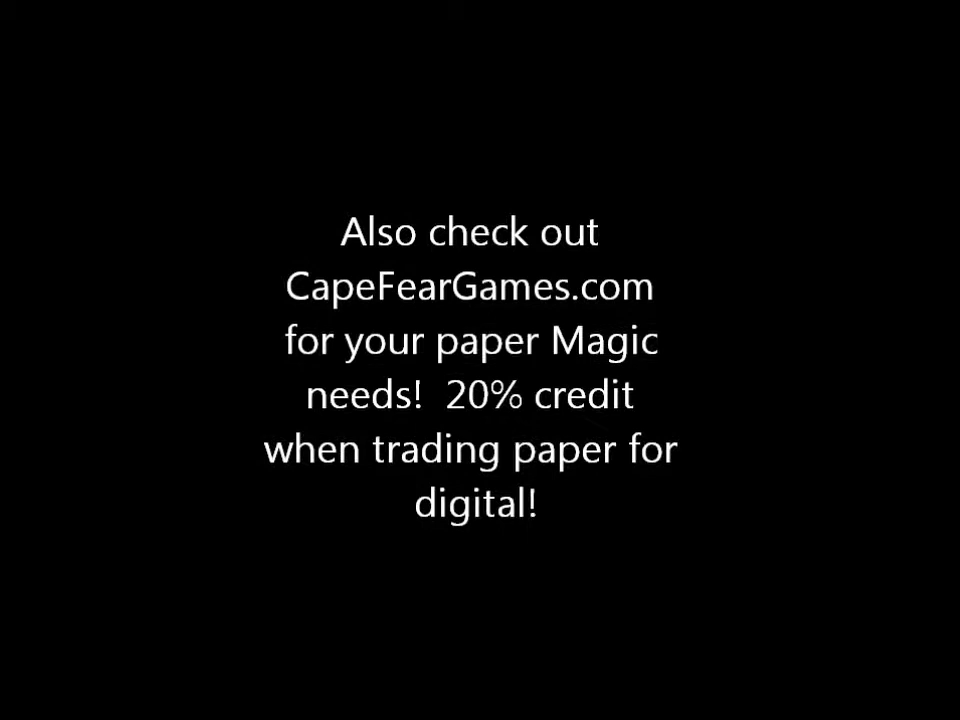 Also check out
CapeFearGames.com
for your paper Magic
needs!  20% credit
when trading paper for
digital!